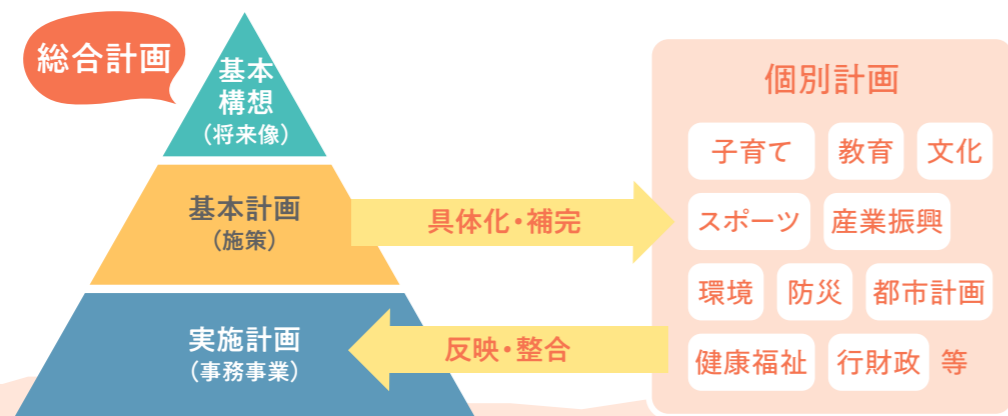 総合計画
基本
構想
（将来像）
基本計画
（施策）
実施計画
（事務事業）
具体化・補完
反映・整合
個別計画
子育て 教育 文化
スポーツ 産業振興
環境 防災 都市計画
健康福祉 行財政 等